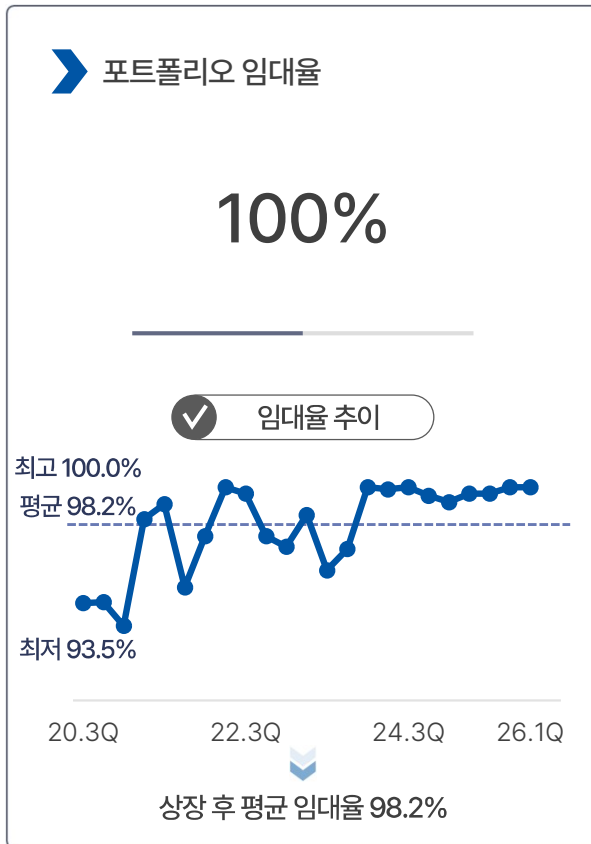 포트폴리오 임대율
100%
임대율 추이
최고 100.0%
평균 98.2%
최저 93.5%
20.3Q 22.3Q 24.3Q 26.1Q
상장 후 평균 임대율 98.2%